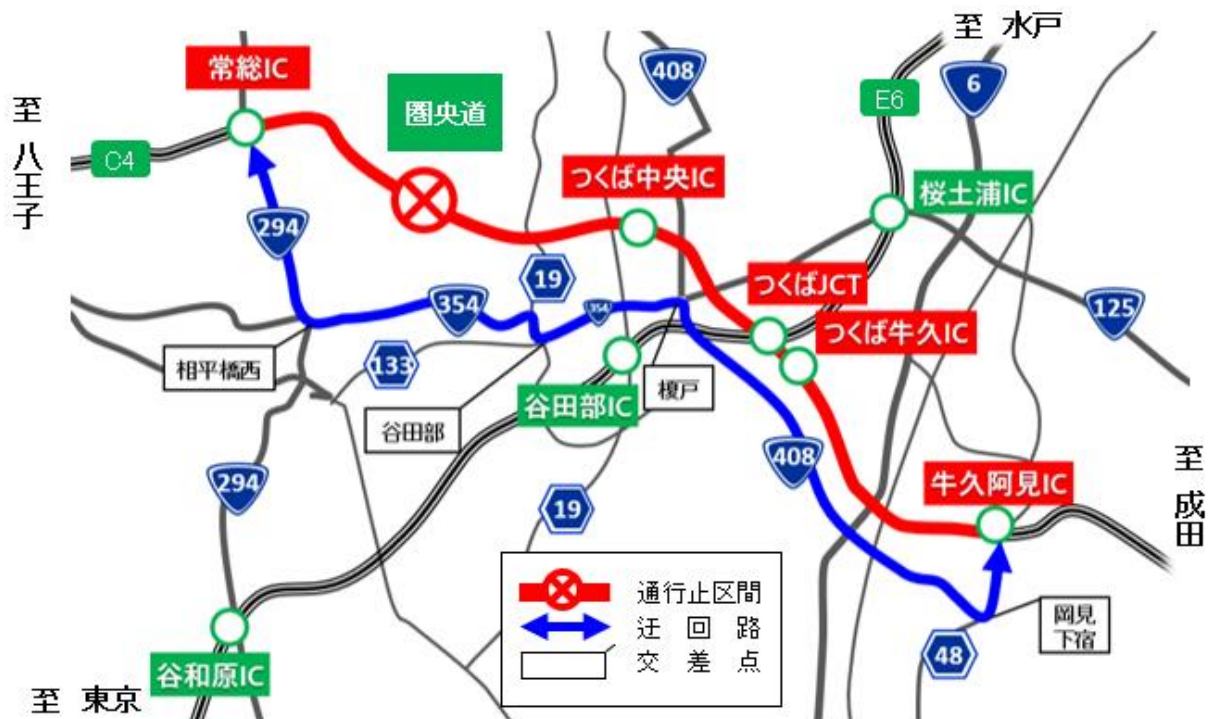 至 水戸
常総IC
408
6
圏央道
E6
至 八王子
C4
つくば中央IC
桜土浦IC
294
19
つくばJCT
354
354
つくば牛久IC
125
相平橋西
133
榎戸
谷田部IC
谷田部
408
至 成田
294
19
牛久阿見IC
通行止区間
迂回路
交差点
岡見
下宿
48
谷和原IC
至 東京